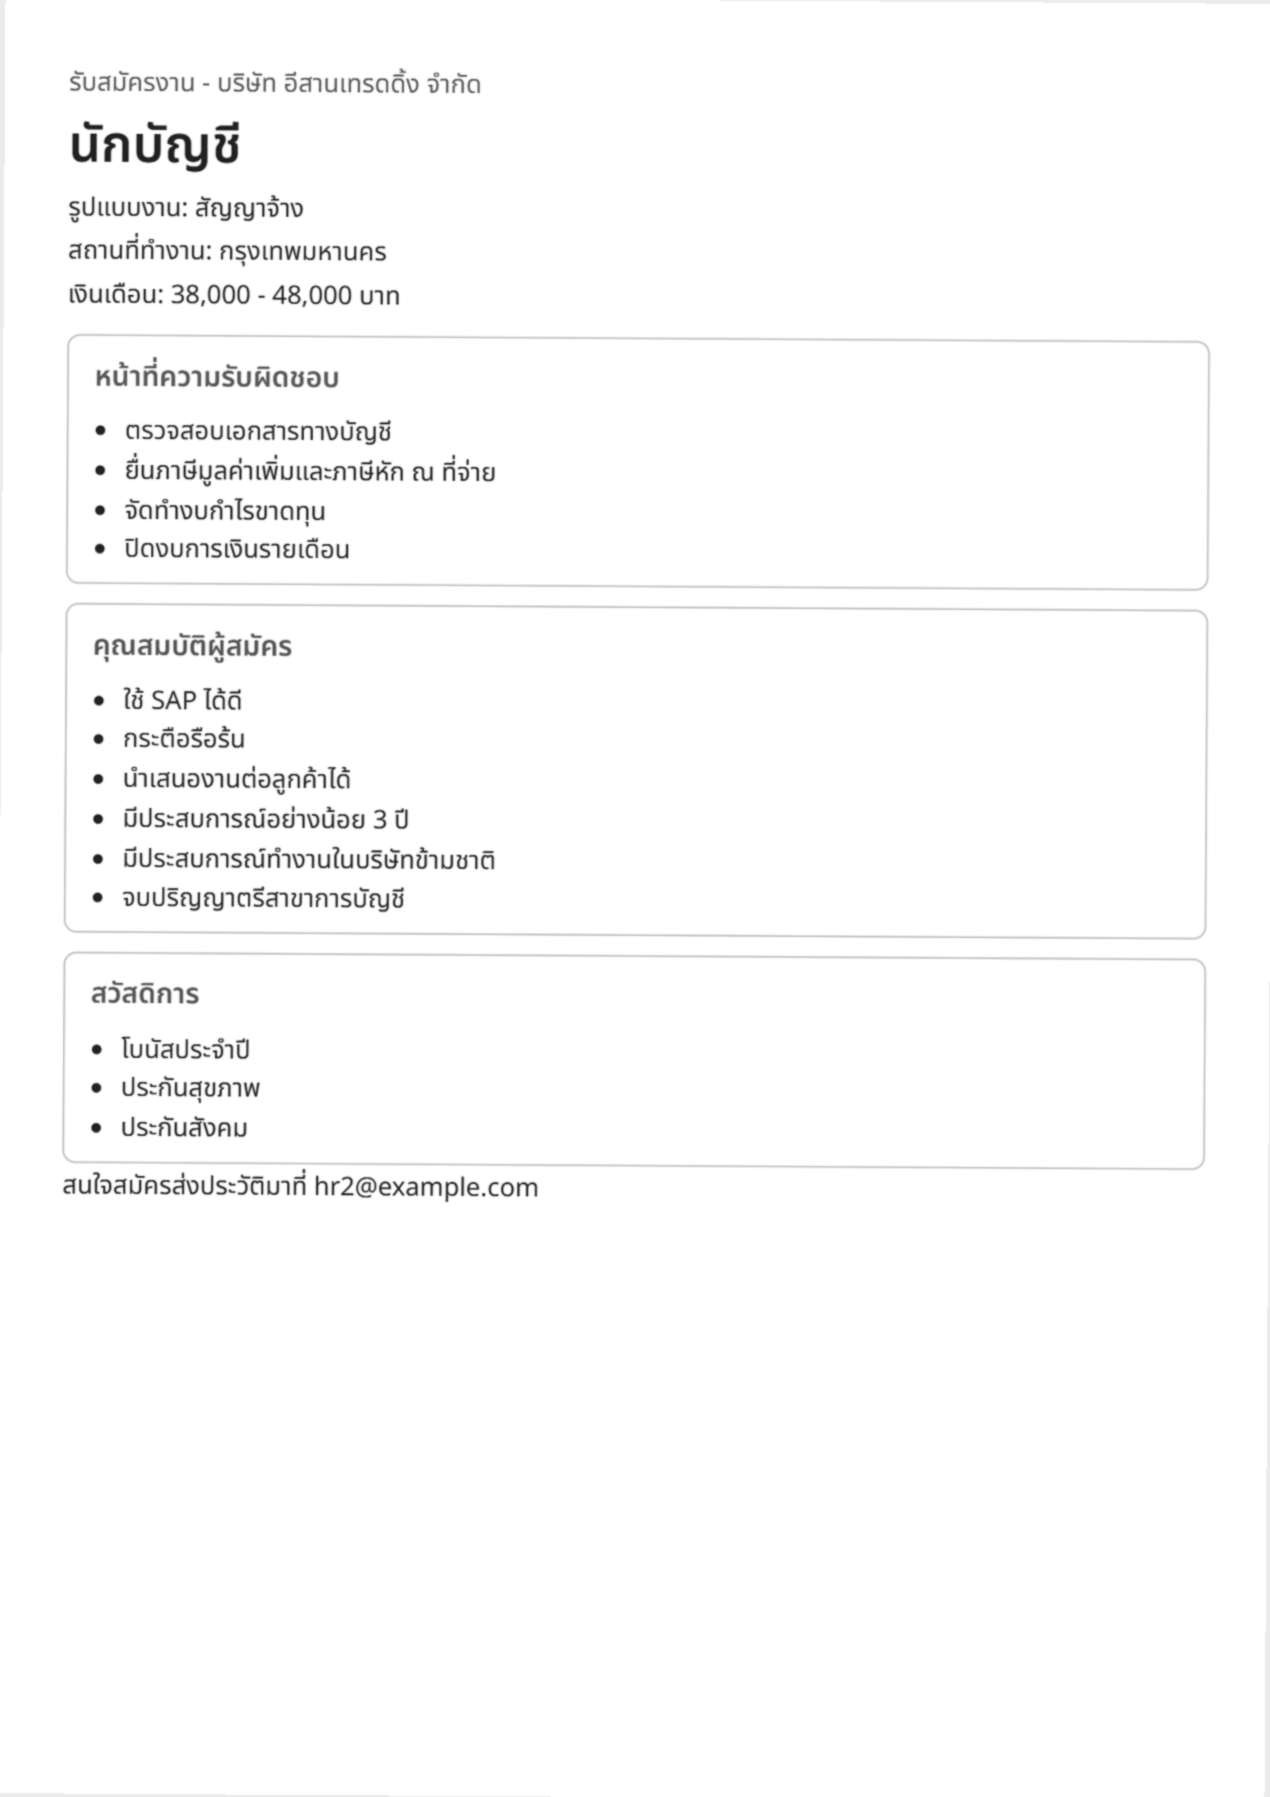 รับสมัครงาน - บริษัท อีสานเทรดดิ้ง จำกัด
นักบัญชี
รูปแบบงาน: สัญญาจ้าง
สถานที่ทำงาน: กรุงเทพมหานคร
เงินเดือน: 38,000 - 48,000 บาท
หน้าที่ความรับผิดชอบ
• ตรวจสอบเอกสารทางบัญชี
• ยื่นภาษีมูลค่าเพิ่มและภาษีหัก ณ ที่จ่าย
• จัดทำงบกำไรขาดทุน
• ปิดงบการเงินรายเดือน
คุณสมบัติผู้สมัคร
• ใช้ SAP ได้ดี
• กระตือรือร้น
• นำเสนองานต่อลูกค้าได้
• มีประสบการณ์อย่างน้อย 3 ปี
• มีประสบการณ์ทำงานในบริษัทข้ามชาติ
• จบปริญญาตรีสาขาการบัญชี
สวัสดิการ
• โบนัสประจำปี
• ประกันสุขภาพ
• ประกันสังคม
สนใจสมัครส่งประวัติมาที่ hr2@example.com